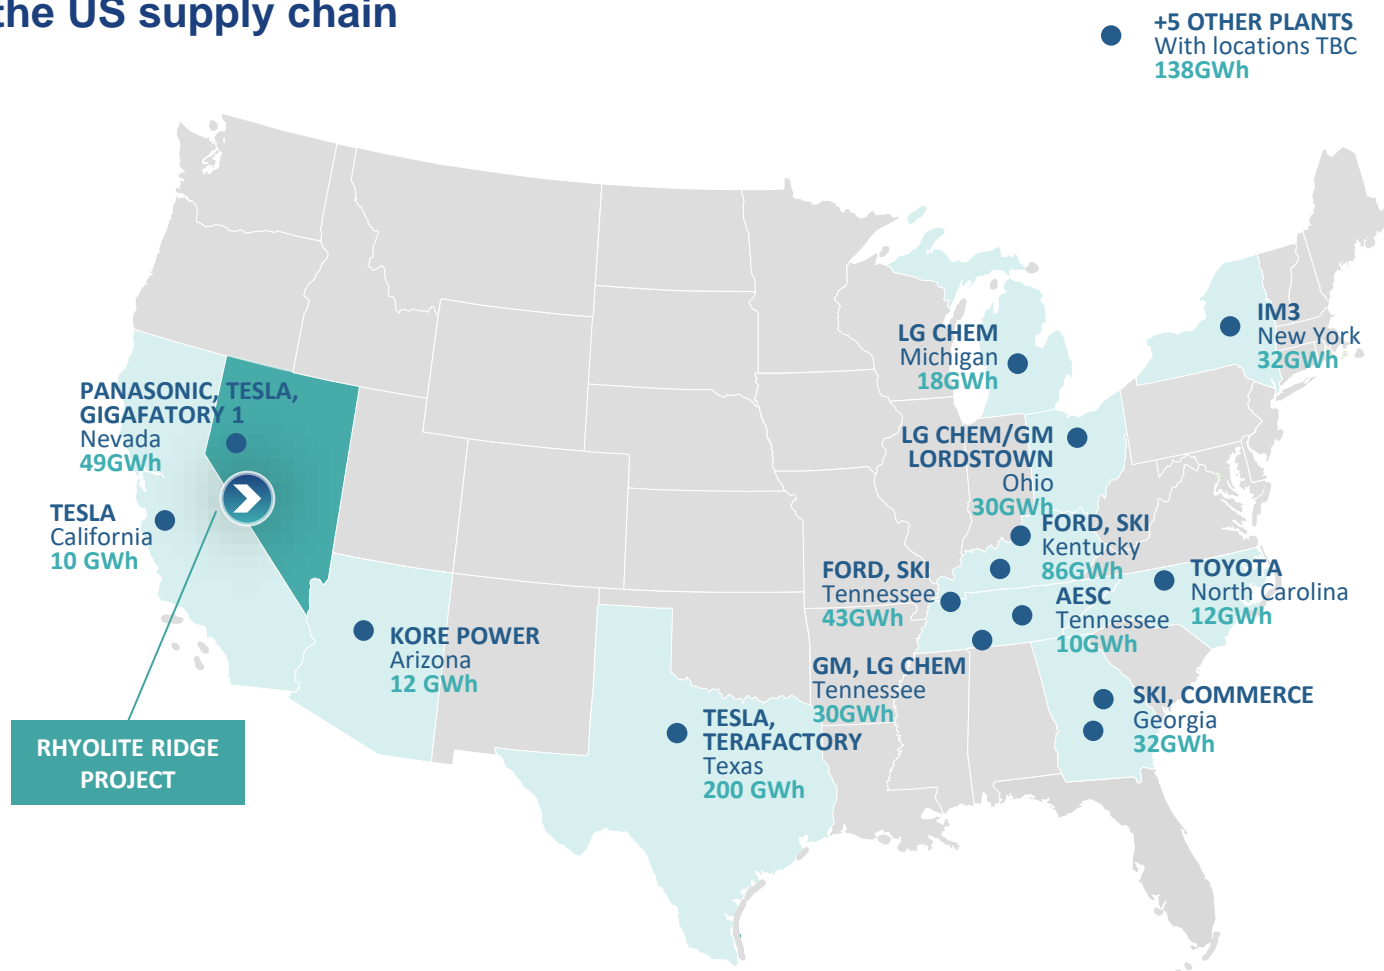 the US supply chain
+5 OTHER PLANTS
With locations TBC
138GWh
IM3
New York
32GWh
LG CHEM
Michigan
18GWh
PANASONIC, TESLA,
GIGAFATORY 1
Nevada
49GWh
LG CHEM/GM
LORDSTOWN
Ohio
30GWh
TESLA
California
10 GWh
FORD, SKI
Kentucky
86GWh
FORD, SKI
Tennessee
43GWh
TOYOTA
North Carolina
12GWh
AESC
Tennessee
10GWh
KORE POWER
Arizona
12 GWh
GM, LG CHEM
Tennessee
30GWh
SKI, COMMERCE
Georgia
32GWh
TESLA,
TERAFACTORY
Texas
200 GWh
RHYOLITE RIDGE
PROJECT